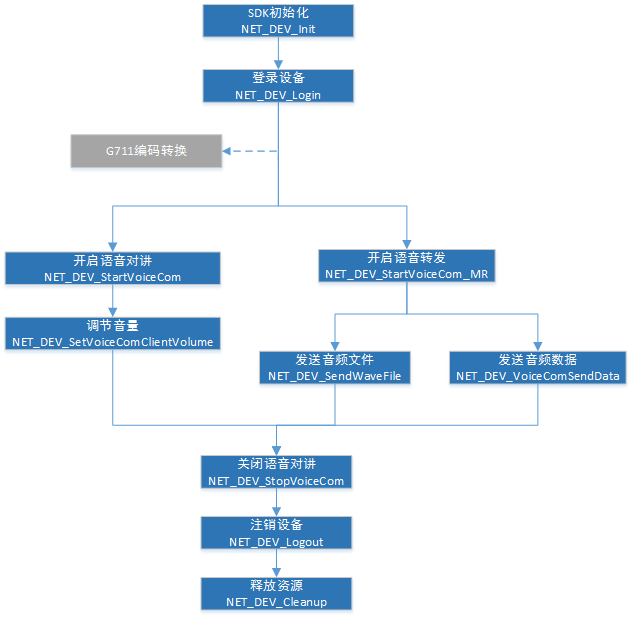 SDK初始化
NET_DEV_Init
登录设备
NET_DEV_Login
G711编码转换
开启语音对讲
NET_DEV_StartVoiceCom
开启语音转发
NET_DEV_StartVoiceCom_MR
调节音量
NET_DEV_SetVoiceComClientVolume
发送音频文件
NET_DEV_SendWaveFile
发送音频数据
NET_DEV_VoiceComSendData
关闭语音对讲
NET_DEV_StopVoiceCom
注销设备
NET_DEV_Logout
释放资源
NET_DEV_Cleanup